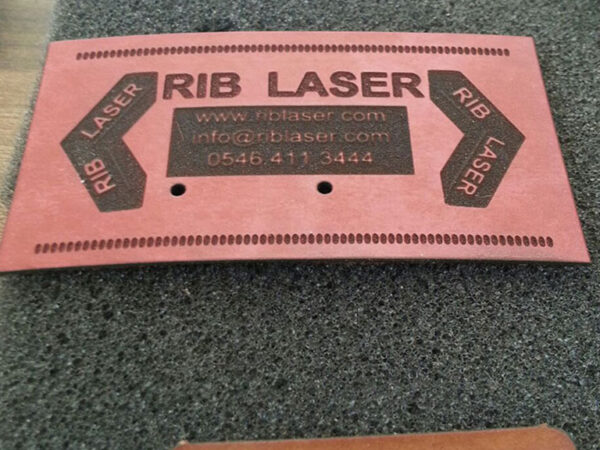 RIB LASER
www.riblaser.com
info@riblaser.com
0546.411.3444
RIB LASER
RIB LASER